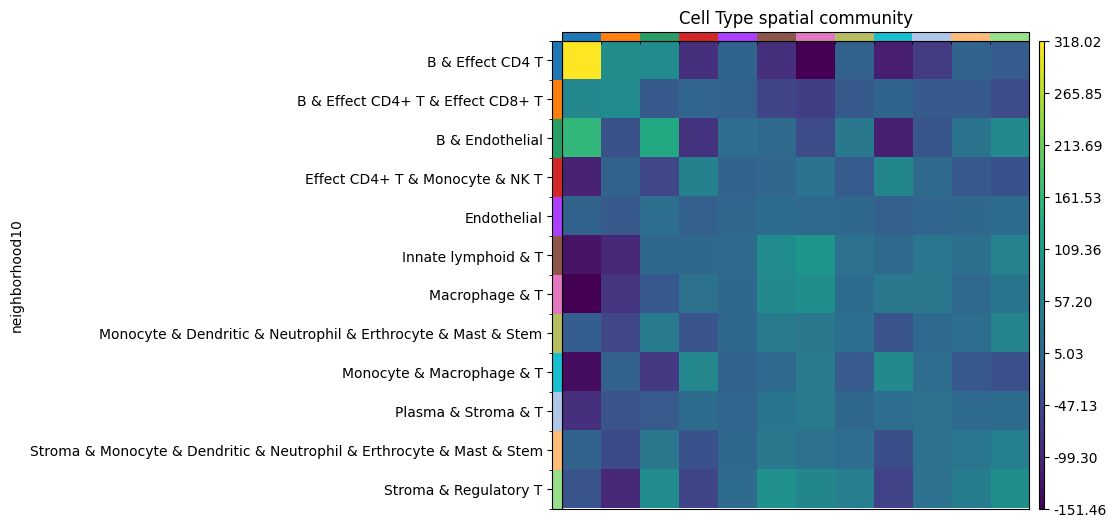 Cell Type spatial community
neighborhood10
B & Effect CD4 T
B & Effect CD4+ T & Effect CD8+ T
B & Endothelial
Effect CD4+ T & Monocyte & NK T
Endothelial
Innate lymphoid & T
Macrophage & T
Monocyte & Dendritic & Neutrophil & Erthrocyte & Mast & Stem
Monocyte & Macrophage & T
Plasma & Stroma & T
Stroma & Monocyte & Dendritic & Neutrophil & Erthrocyte & Mast & Stem
Stroma & Regulatory T
318.02
265.85
213.69
161.53
109.36
57.20
5.03
-47.13
-99.30
-151.46